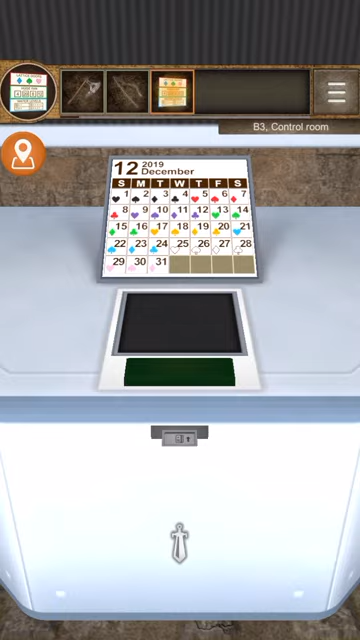 B3, Control room
12 2019
December
S M T W T F S
1 2 3 4 5 6 7
8 9 10 11 12 13 14
15 16 17 18 19 20 21
22 23 24 25 26 27 28
29 30 31